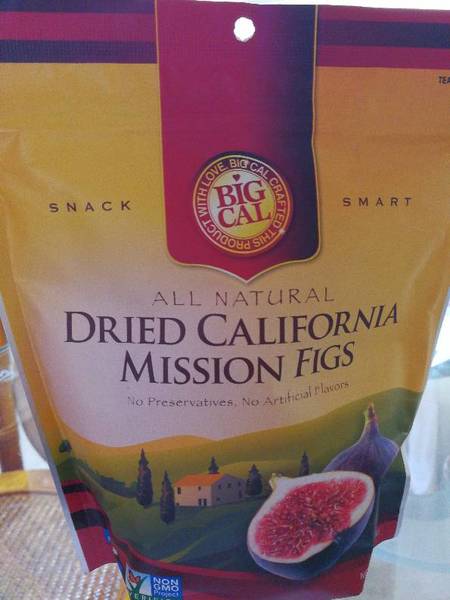 TEA
SNACK
SMART
BIG CAL CRAFTED THIS PRODUCT WITH LOVE.
BIG
CAL
ALL NATURAL
DRIED CALIFORNIA
MISSION FIGS
No Preservatives, No Artificial Flavors
NON
GMO
Project